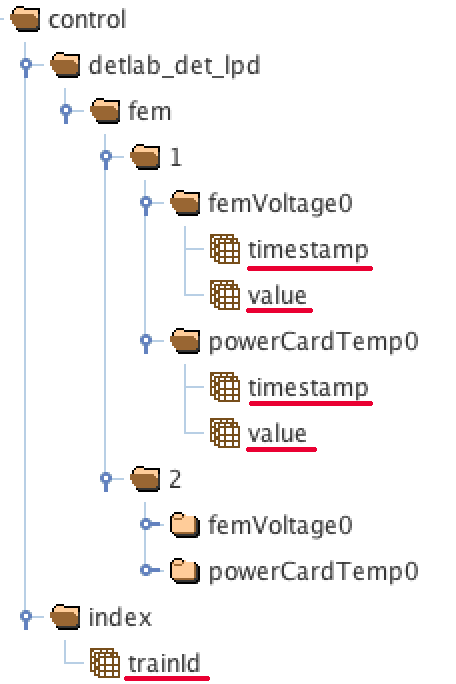 control
detlab_det_lpd
fem
1
femVoltage0
timestamp
value
powerCardTemp0
timestamp
value
2
femVoltage0
powerCardTemp0
index
trainId